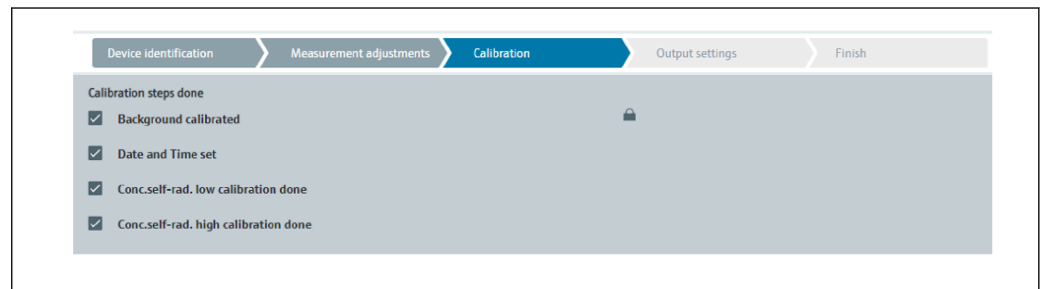 Device identification Measurement adjustments Calibration Output settings Finish
Calibration steps done
Background calibrated
Date and Time set
Conc.self-rad. low calibration done
Conc.self-rad. high calibration done